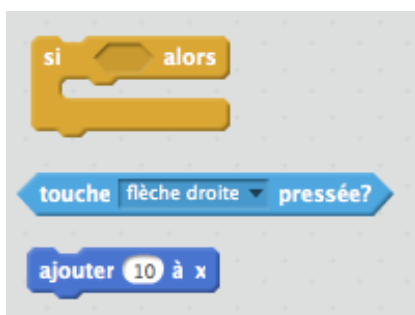 si alors
touche flèche droite pressée?
ajouter 10 à x